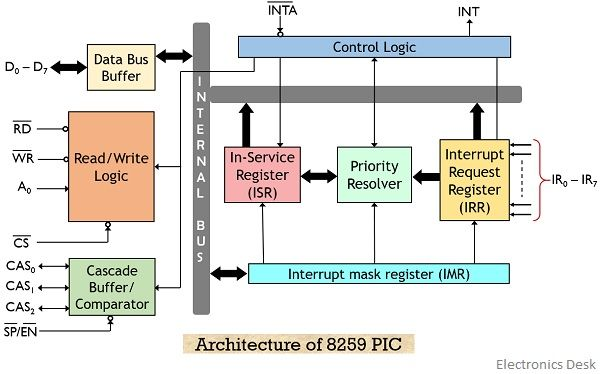 INTA
INT
Control Logic
D0 – D7
Data Bus
Buffer
INTERNAL BUS
RD
WR
A0
Read/Write
Logic
CS
In-Service
Register
(ISR)
Priority
Resolver
Interrupt
Request
Register
(IRR)
IR0 – IR7
CAS0
CAS1
CAS2
Cascade
Buffer/
Comparator
SP/EN
Interrupt mask register (IMR)
Architecture of 8259 PIC
Electronics Desk